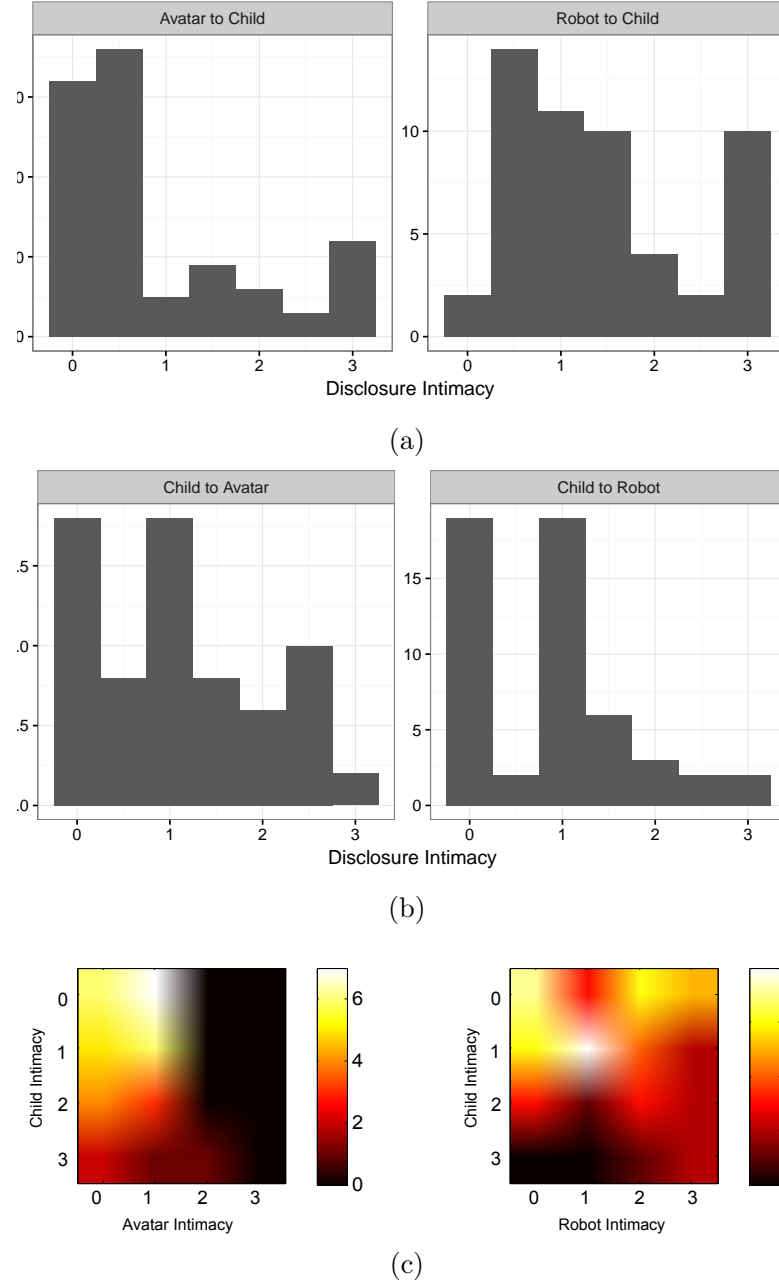 Avatar to Child
Robot to Child
0
0
0
0
10
5
0
0 1 2 3
0 1 2 3
Disclosure Intimacy
(a)
Child to Avatar
Child to Robot
.5
.0
.5
.0
15
10
5
0
0 1 2 3
0 1 2 3
Disclosure Intimacy
(b)
Child Intimacy
0
1
2
3
0 1 2 3
Avatar Intimacy
6
4
2
0
Child Intimacy
0
1
2
3
0 1 2 3
Robot Intimacy
(c)